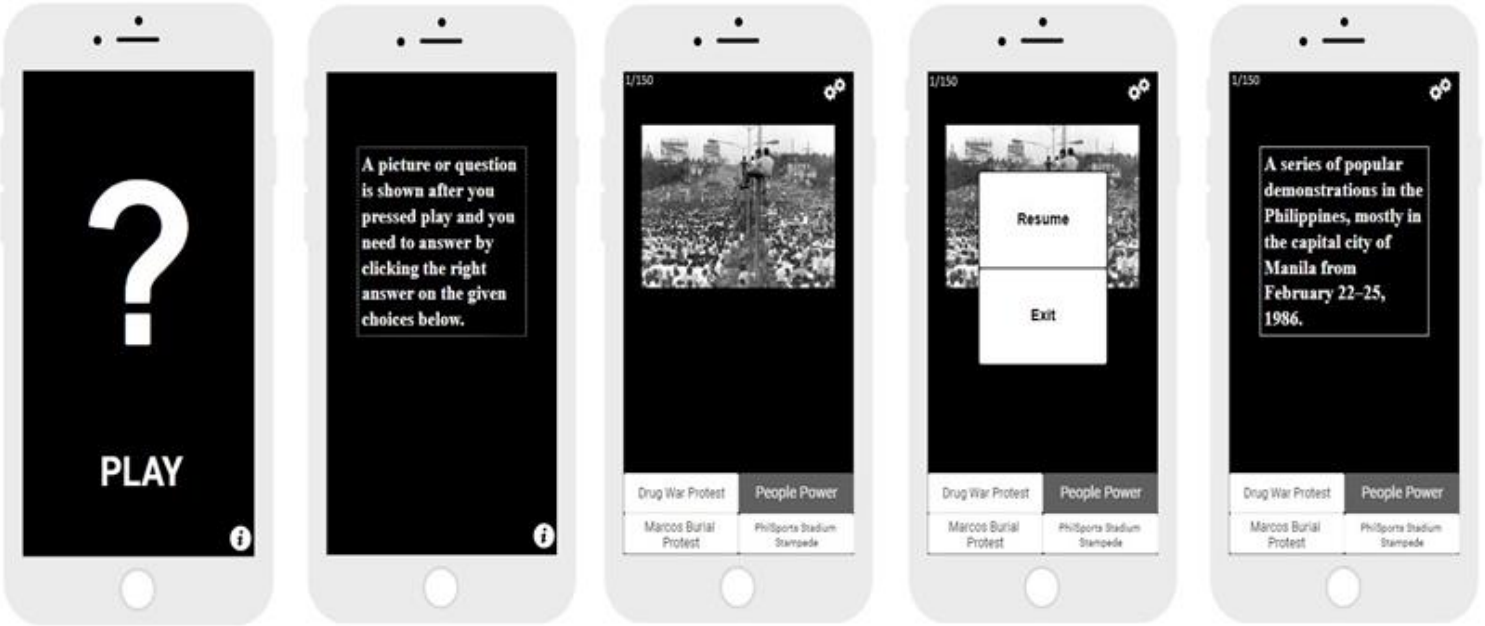 ?
PLAY
i
A picture or question
is shown after you
pressed play and you
need to answer by
clicking the right
answer on the given
choices below.
i
1/150
Drug War Protest
People Power
Marcos Burial
Protest
PhilSports Stadium
Stampede
1/150
Resume
Exit
Drug War Protest
People Power
Marcos Burial
Protest
PhilSports Stadium
Stampede
1/150
A series of popular
demonstrations in the
Philippines, mostly in
the capital city of
Manila from
February 22–25,
1986.
Drug War Protest
People Power
Marcos Burial
Protest
PhilSports Stadium
Stampede